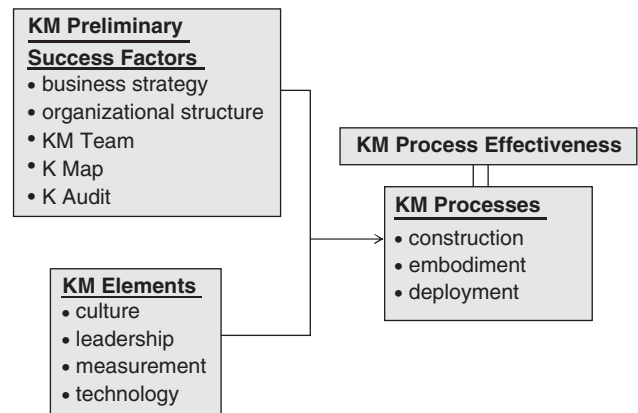 KM Preliminary
Success Factors
• business strategy
• organizational structure
• KM Team
• K Map
• K Audit
KM Elements
• culture
• leadership
• measurement
• technology
KM Process Effectiveness
KM Processes
• construction
• embodiment
• deployment